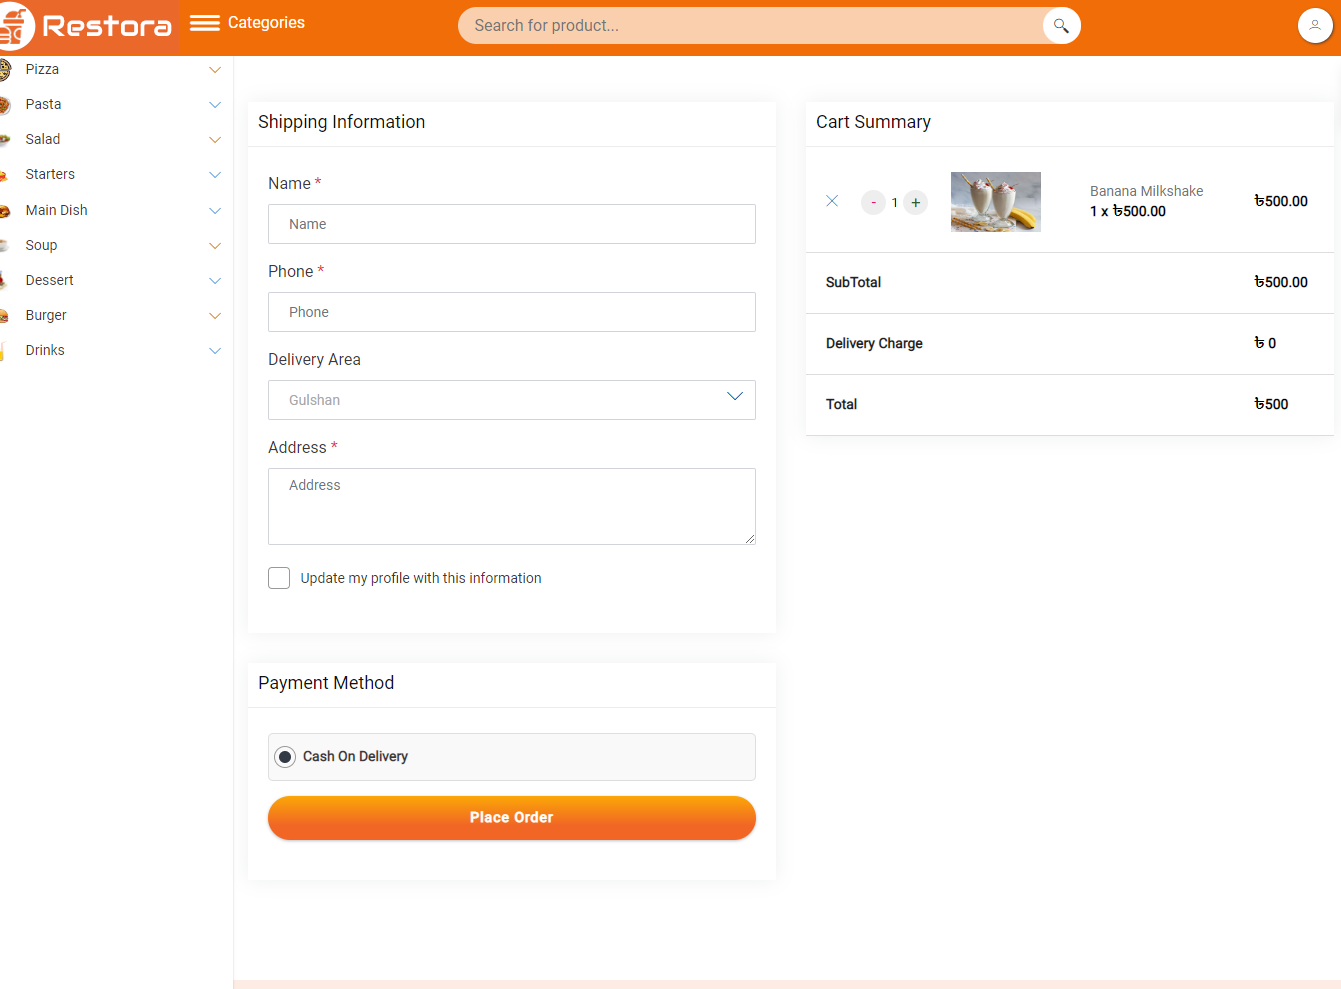 Restora
Categories
Search for product...
Pizza
Pasta
Salad
Starters
Main Dish
Soup
Dessert
Burger
Drinks
Shipping Information
Name *
Name
Phone *
Phone
Delivery Area
Gulshan
Address *
Address
Update my profile with this information
Payment Method
Cash On Delivery
Place Order
Cart Summary
- 1 +
Banana Milkshake
1 x ৳500.00
৳500.00
SubTotal ৳500.00
Delivery Charge ৳ 0
Total ৳500